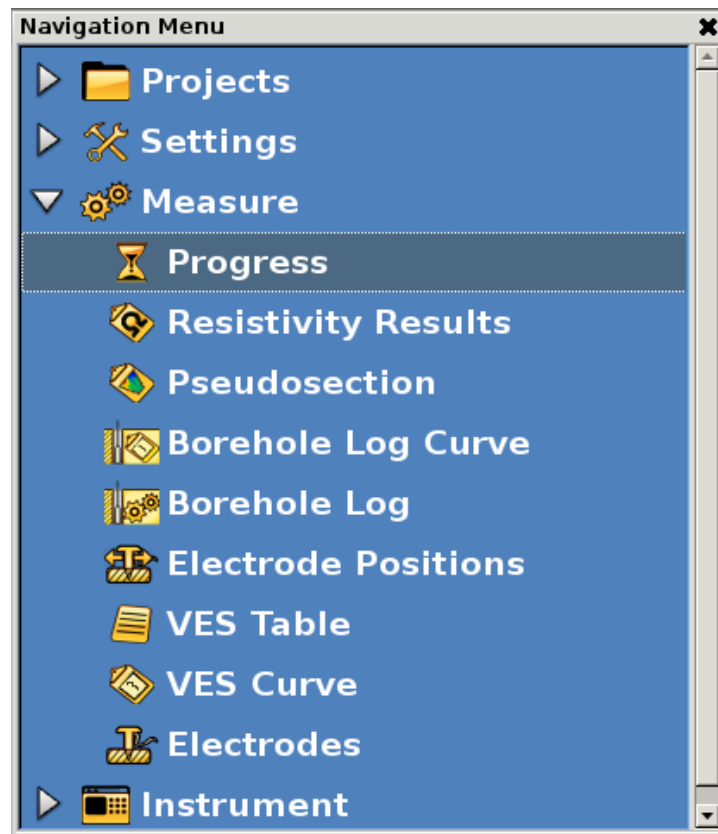 Navigation Menu
Projects
Settings
Measure
Progress
Resistivity Results
Pseudosection
Borehole Log Curve
Borehole Log
Electrode Positions
VES Table
VES Curve
Electrodes
Instrument